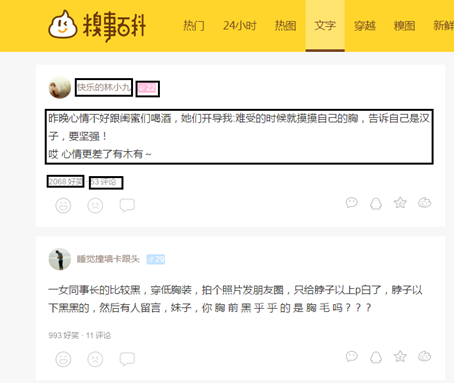 糗事百科
热门 24小时 热图 文字 穿越 糗图 新鲜
快乐的林小九 ♀22
昨晚心情不好跟闺蜜们喝酒，她们开导我:难受的时候就摸摸自己的胸，告诉自己是汉
子，要坚强！
哎 心情更差了有木有～
2068 好笑 53 评论
睡觉撞墙卡跟头 ♂29
一女同事长的比较黑，穿低胸装，拍个照片发朋友圈，只给脖子以上p白了，脖子以
下黑黑的，然后有人留言，妹子，你 胸 前 黑 乎 乎 的 是 胸 毛 吗？？？
993 好笑 · 11 评论